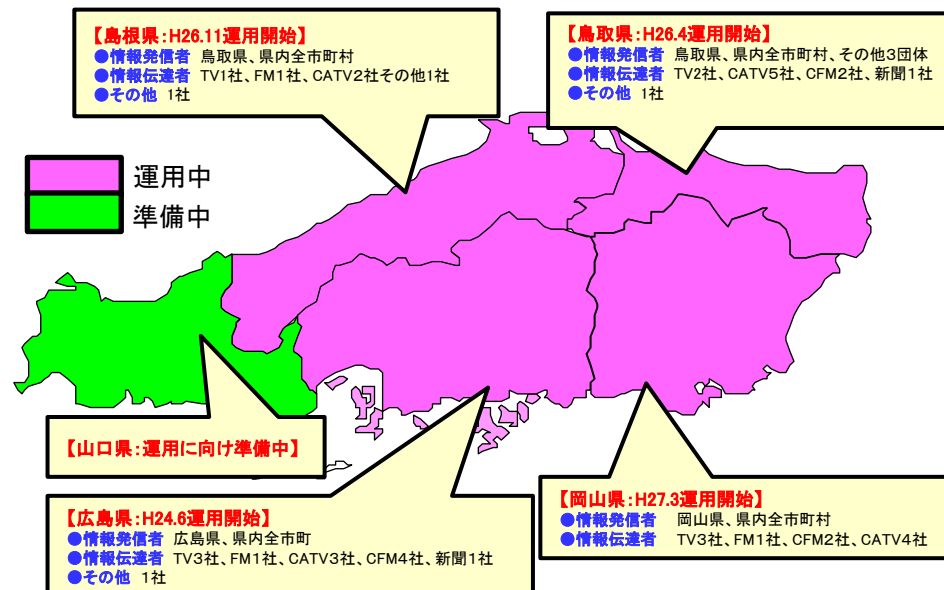 【島根県:H26.11運用開始】
●情報発信者 鳥取県、県内全市町村
●情報伝達者 TV1社、FM1社、CATV2社その他1社
●その他 1社
【鳥取県:H26.4運用開始】
●情報発信者 鳥取県、県内全市町村、その他3団体
●情報伝達者 TV2社、CATV5社、CFM2社、新聞1社
●その他 1社
運用中
準備中
【山口県:運用に向け準備中】
【広島県:H24.6運用開始】
●情報発信者 広島県、県内全市町
●情報伝達者 TV3社、FM1社、CATV3社、CFM4社、新聞1社
●その他 1社
【岡山県:H27.3運用開始】
●情報発信者 岡山県、県内全市町村
●情報伝達者 TV3社、FM1社、CFM2社、CATV4社